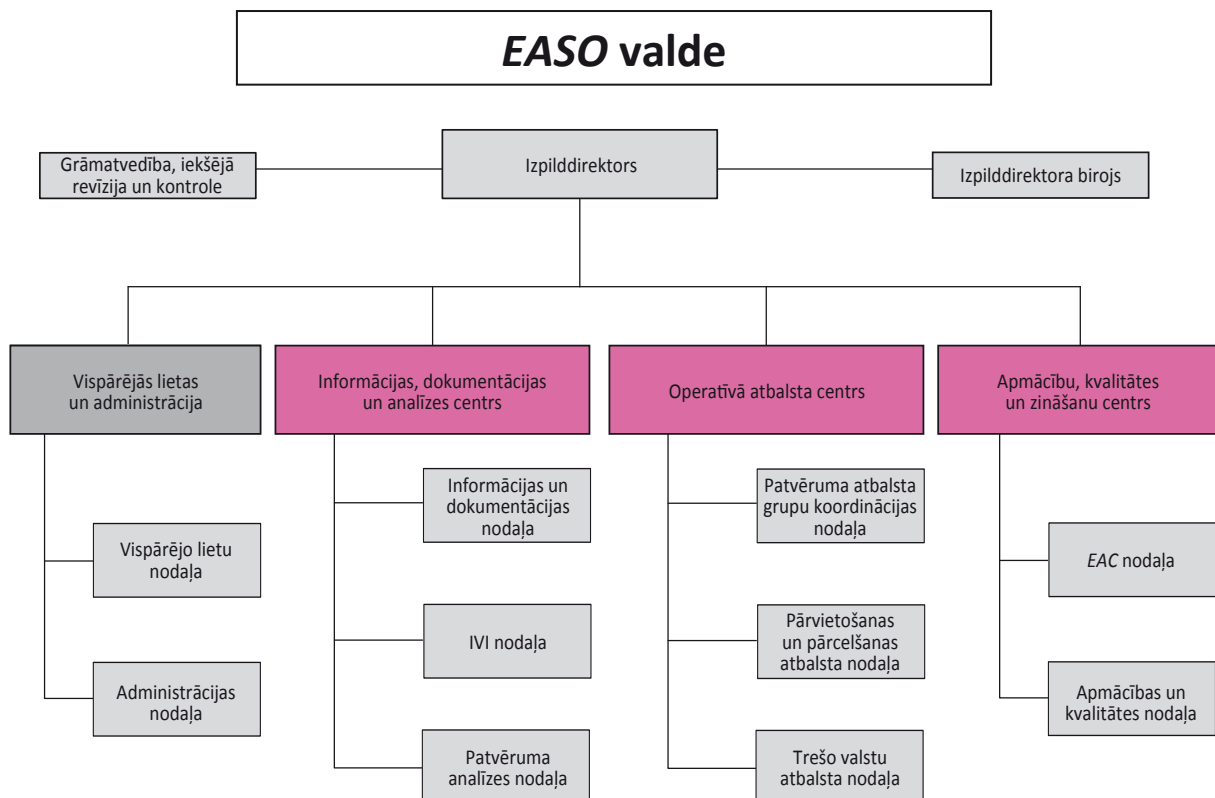 EASO valde
Grāmatvedība, iekšējā
revīzija un kontrole
Izpilddirektors
Izpilddirektora birojs
Vispārējās lietas
un administrācija
Informācijas, dokumentācijas
un analīzes centrs
Operatīvā atbalsta centrs
Apmācību, kvalitātes
un zināšanu centrs
Vispārējo lietu
nodaļa
Administrācijas
nodaļa
Informācijas un
dokumentācijas
nodaļa
IVI nodaļa
Patvēruma
analīzes nodaļa
Patvēruma atbalsta
grupu koordinācijas
nodaļa
Pārvietošanas
un pārcelšanas
atbalsta nodaļa
Trešo valstu
atbalsta nodaļa
EAC nodaļa
Apmācības un
kvalitātes nodaļa